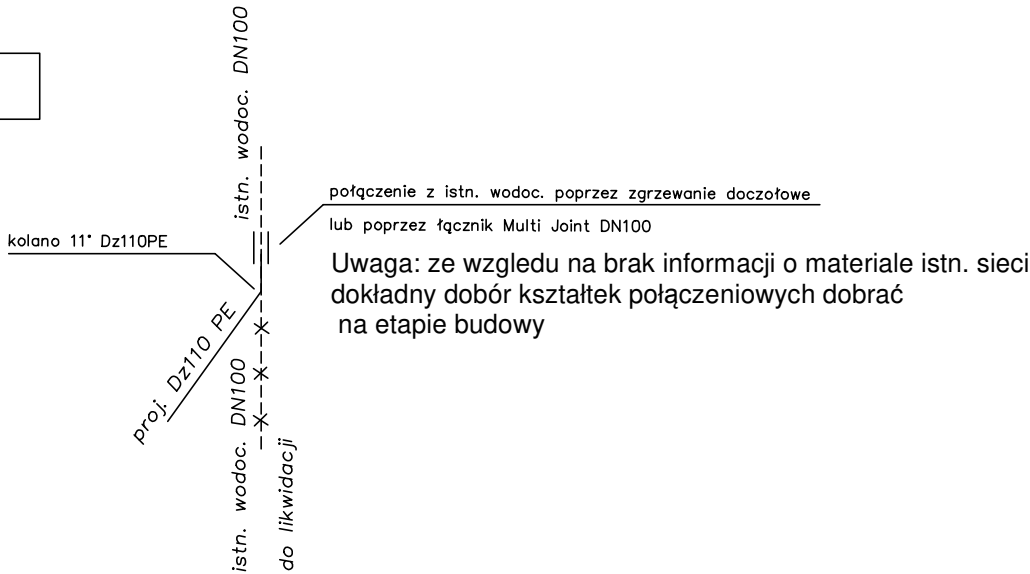 istn. wodoc. DN100
połączenie z istn. wodoc. poprzez zgrzewanie doczołowe
lub poprzez łącznik Multi Joint DN100
kolano 11° Dz110PE
Uwaga: ze wzgledu na brak informacji o materiale istn. sieci
dokładny dobór kształtek połączeniowych dobrać
na etapie budowy
proj. Dz110 PE
istn. wodoc. DN100
do likwidacji